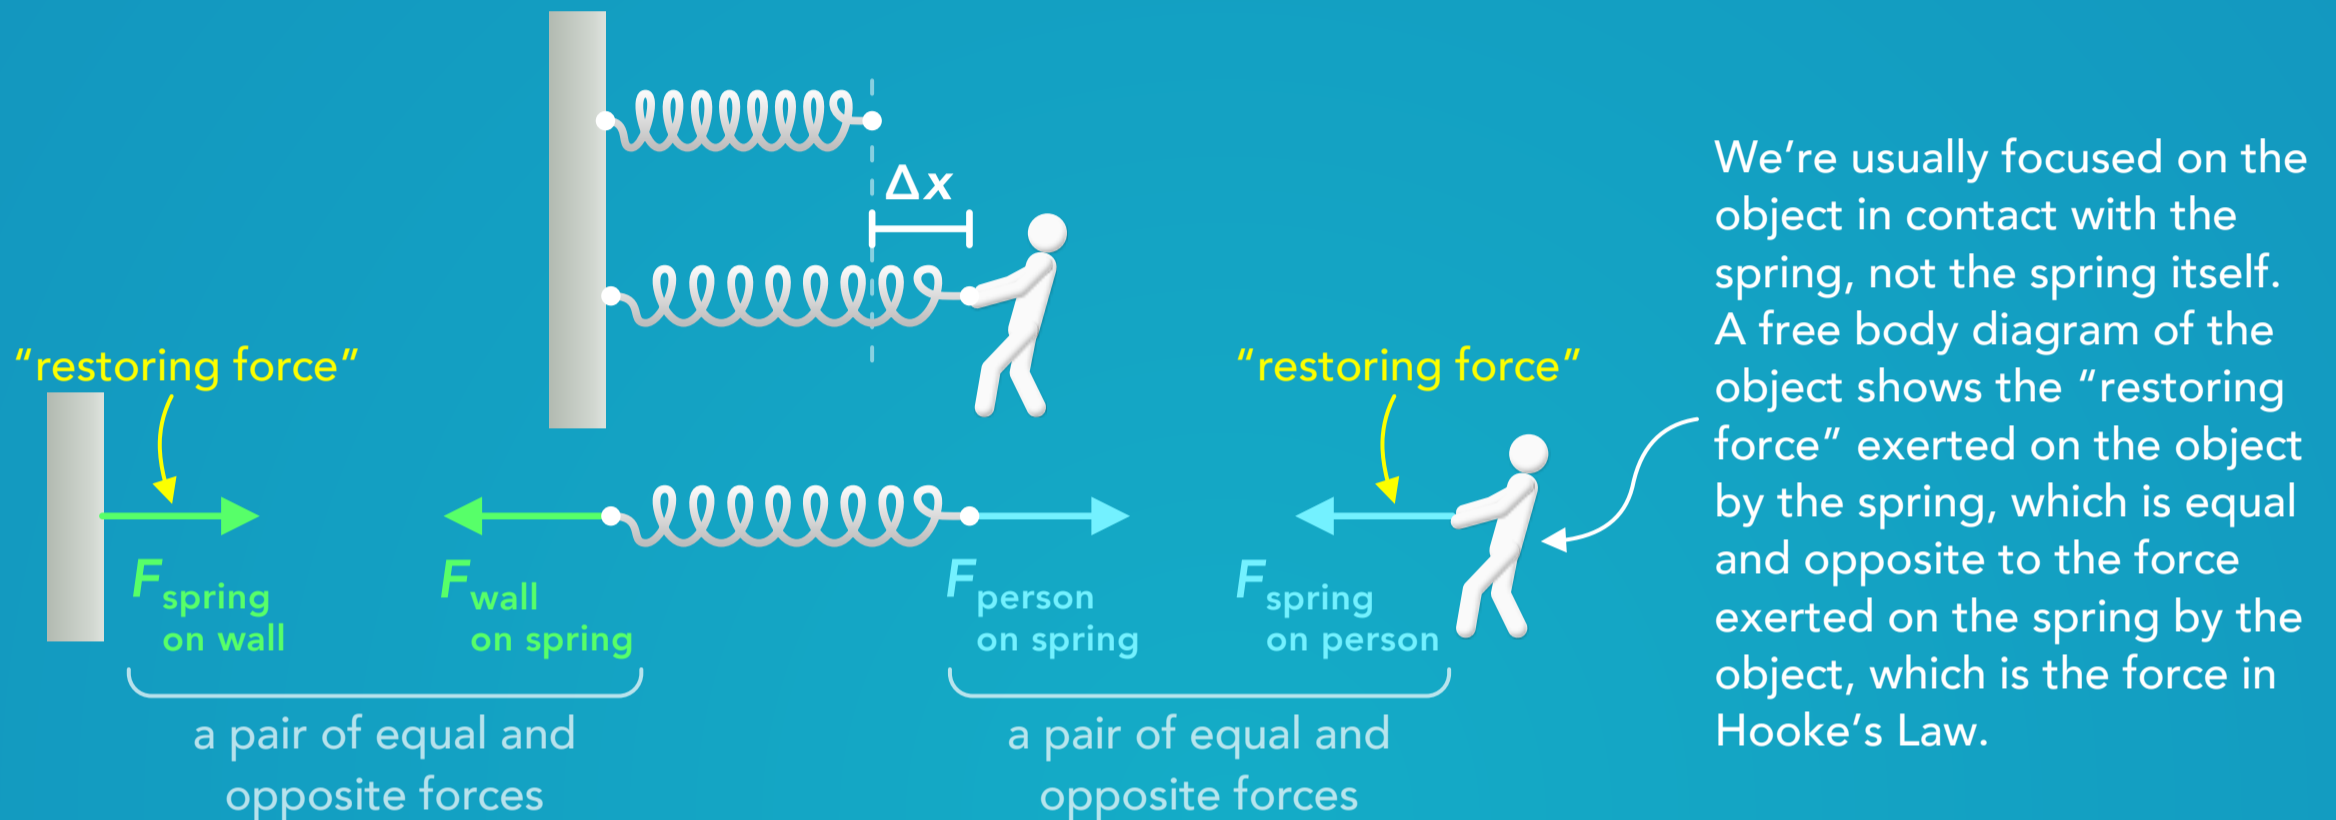 Δx
“restoring force”
“restoring force”
F spring
on wall
F wall
on spring
F person
on spring
F spring
on person
a pair of equal and
opposite forces
a pair of equal and
opposite forces
We’re usually focused on the
object in contact with the
spring, not the spring itself.
A free body diagram of the
object shows the “restoring
force” exerted on the object
by the spring, which is equal
and opposite to the force
exerted on the spring by the
object, which is the force in
Hooke’s Law.